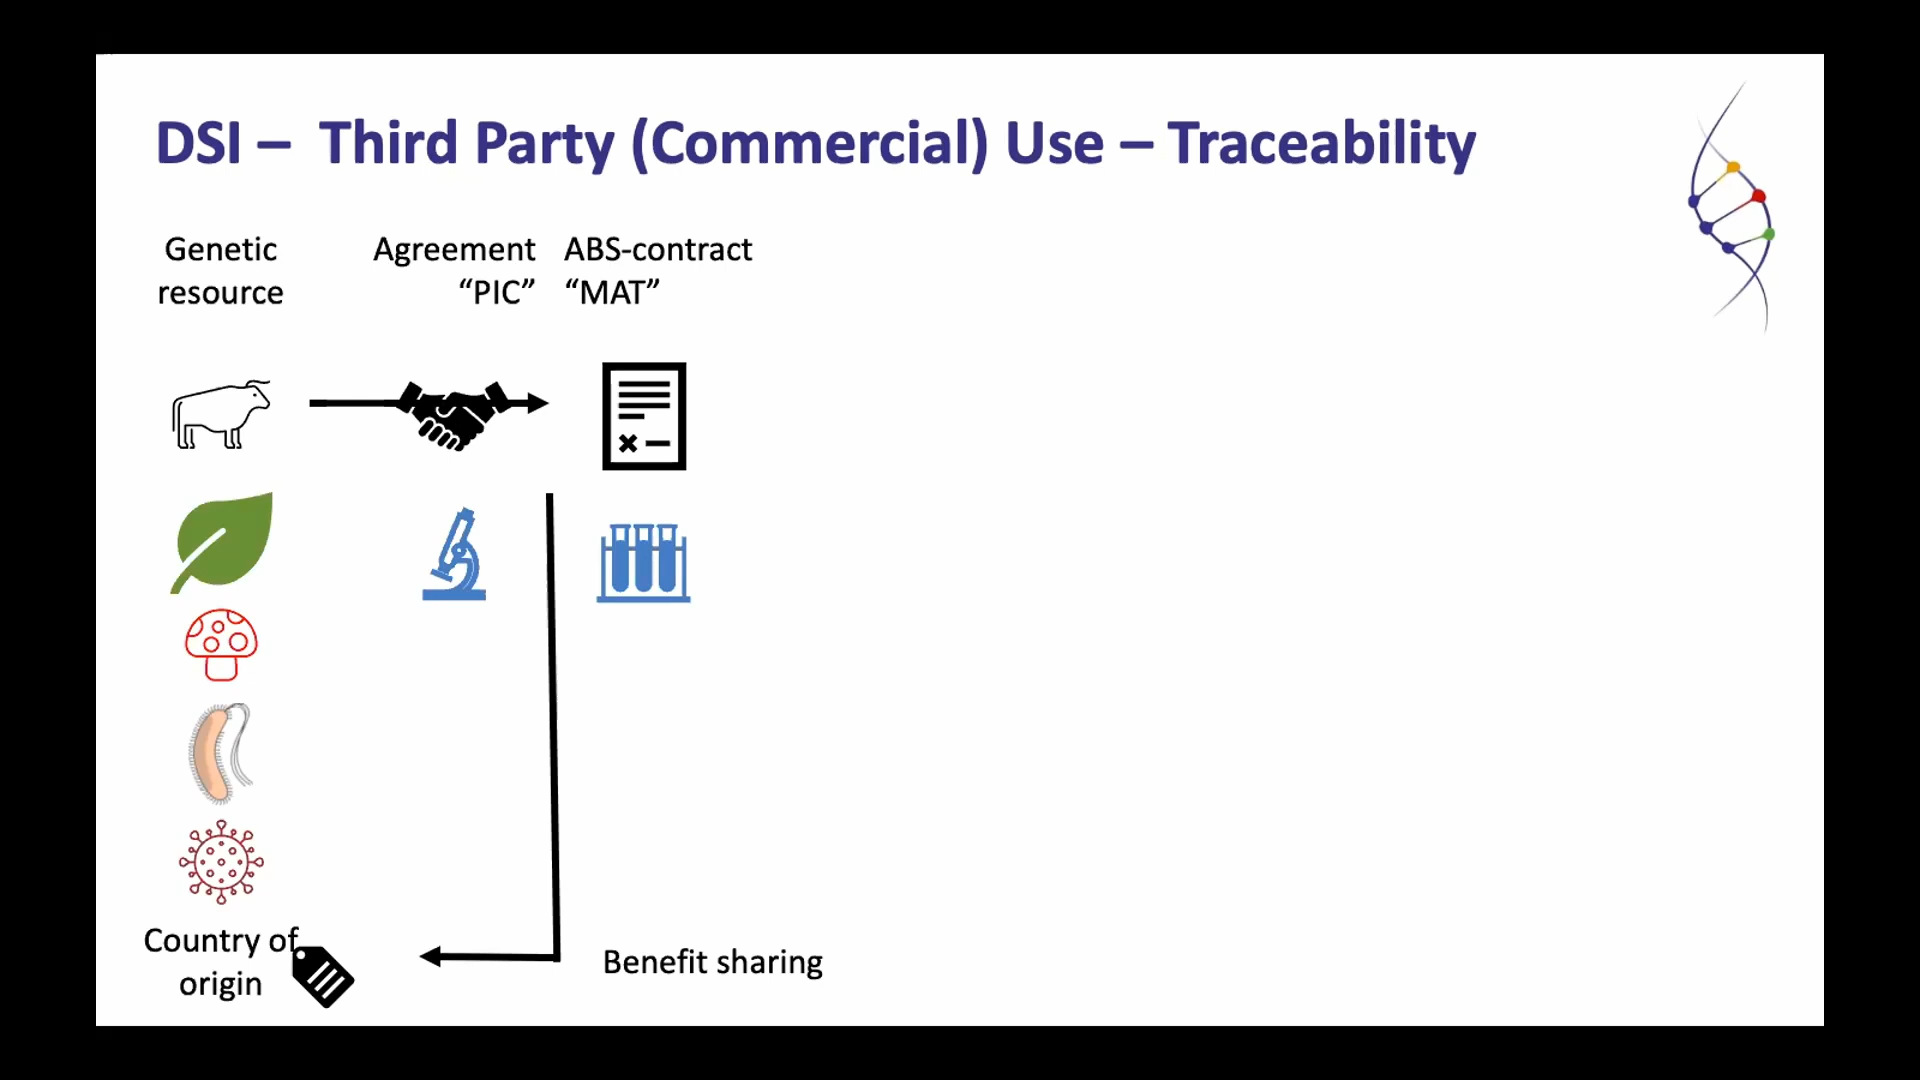 DSI – Third Party (Commercial) Use – Traceability
Genetic
resource
Agreement
“PIC”
ABS-contract
“MAT”
Country of
origin
Benefit sharing